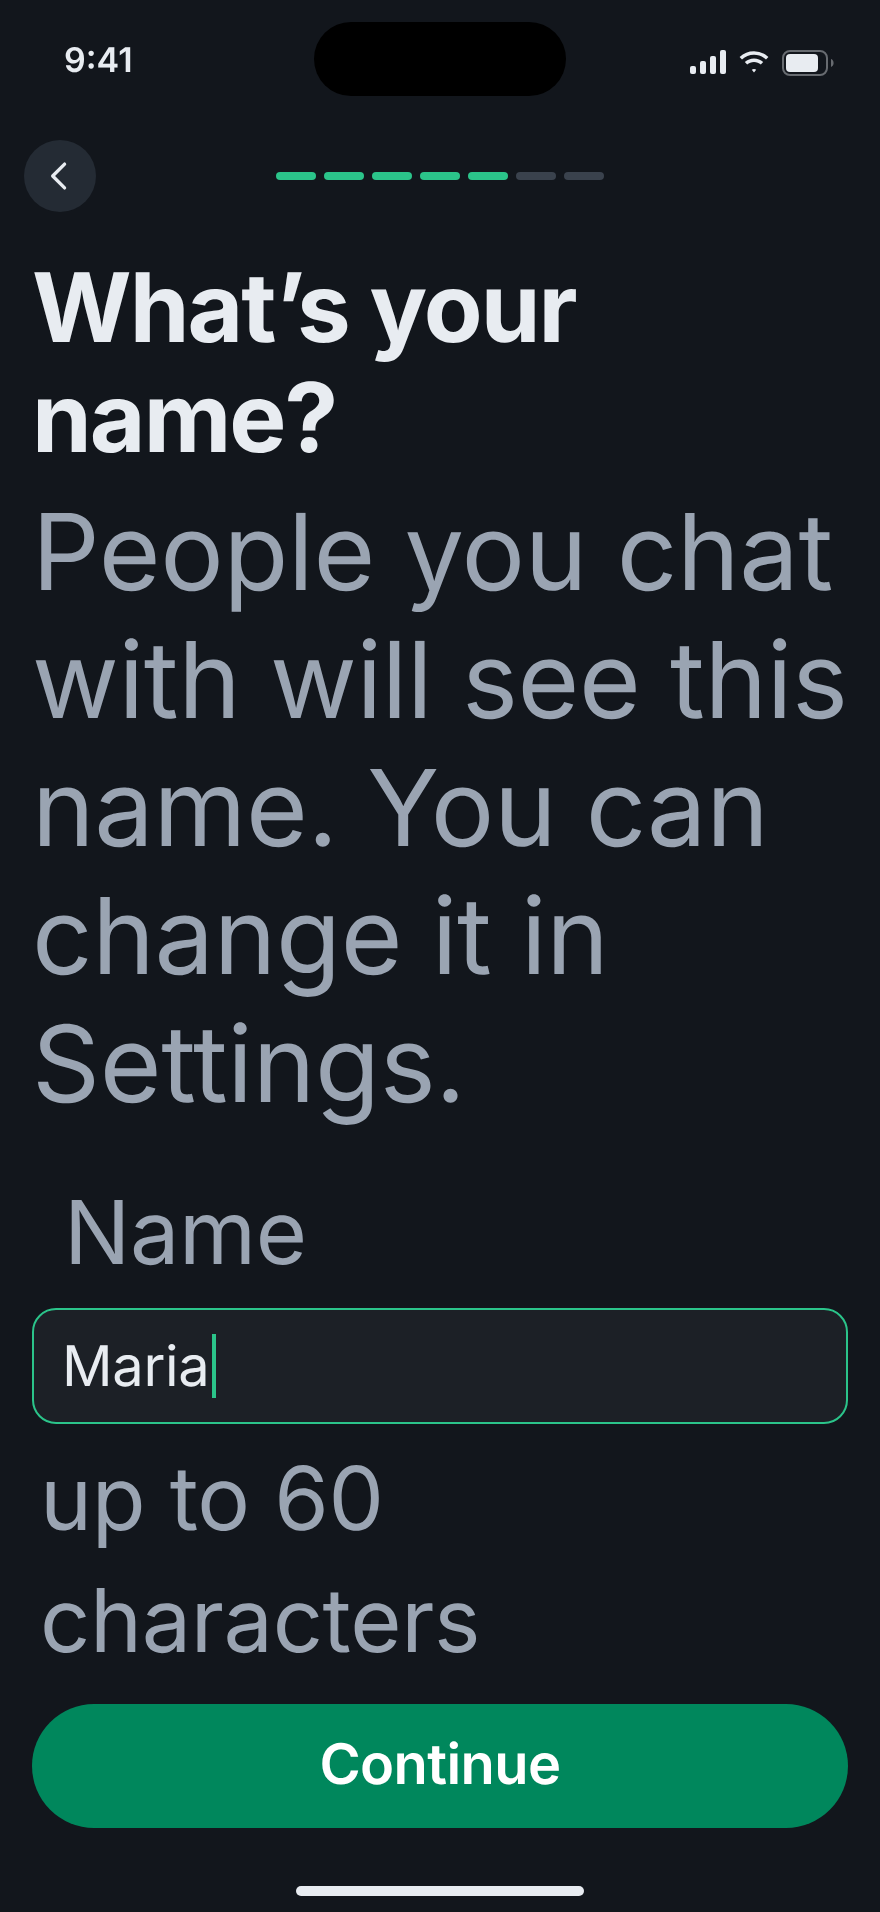 9:41
What’s your
name?
People you chat
with will see this
name. You can
change it in
Settings.
Name
Maria
up to 60
characters
Continue